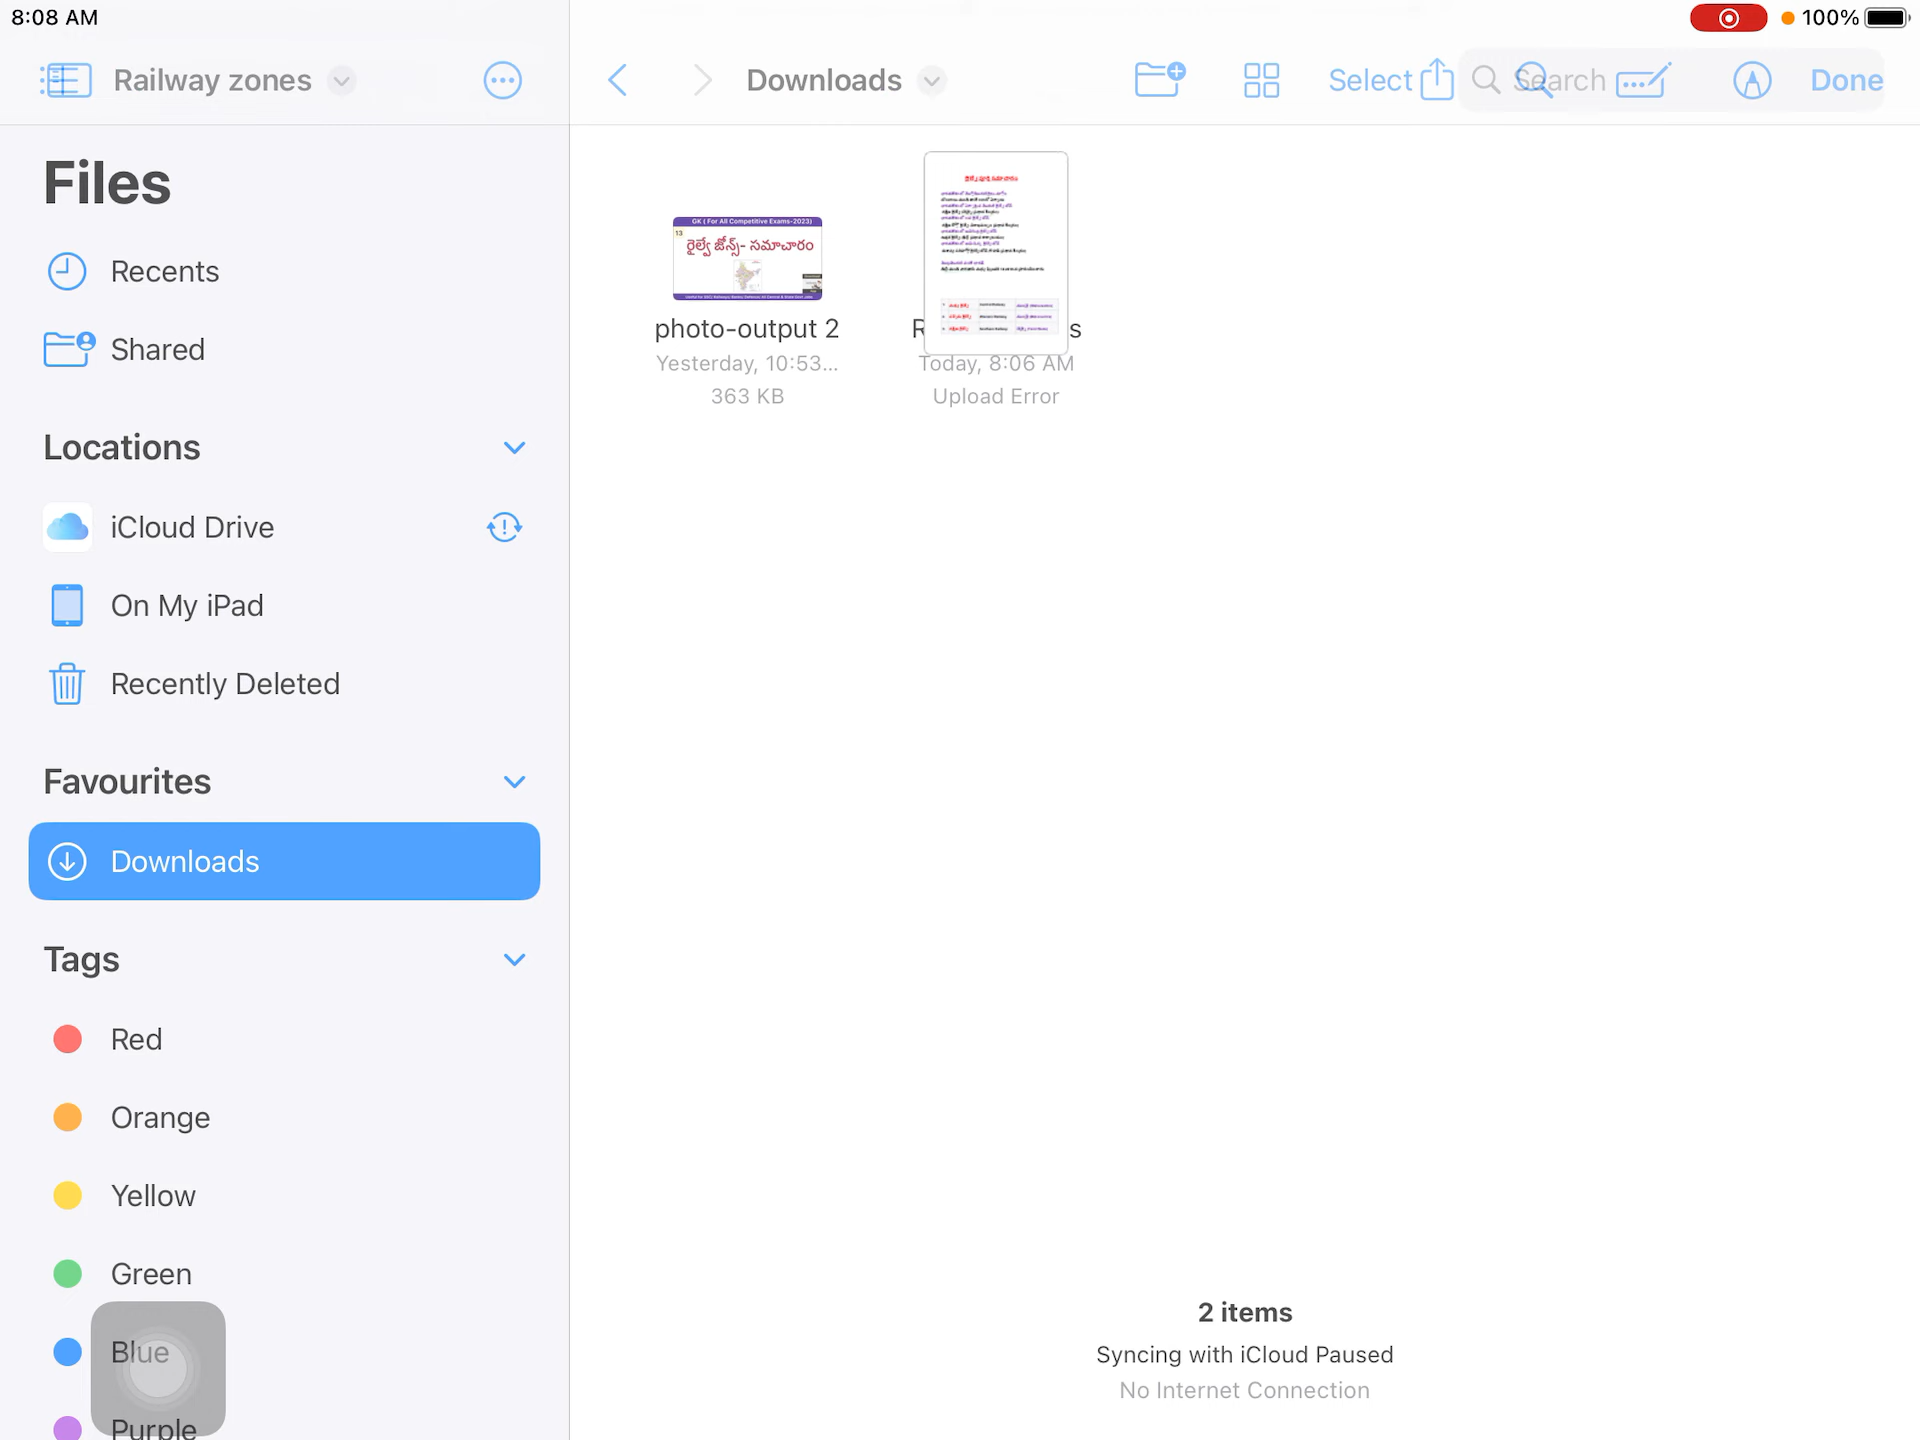 8:08 AM
100%
Railway zones
Downloads
Select
Search
Done
Files
Recents
Shared
Locations
iCloud Drive
On My iPad
Recently Deleted
Favourites
Downloads
Tags
Red
Orange
Yellow
Green
Blue
Purple
GK ( For All Competitive Exams-2023)
13
రైల్వే జోన్స్- సమాచారం
photo-output 2
Yesterday, 10:53...
363 KB
Today, 8:06 AM
Upload Error
2 items
Syncing with iCloud Paused
No Internet Connection